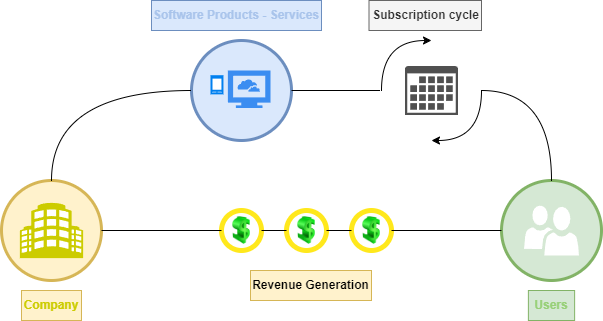 Software Products - Services
Subscription cycle
Revenue Generation
Company
Users